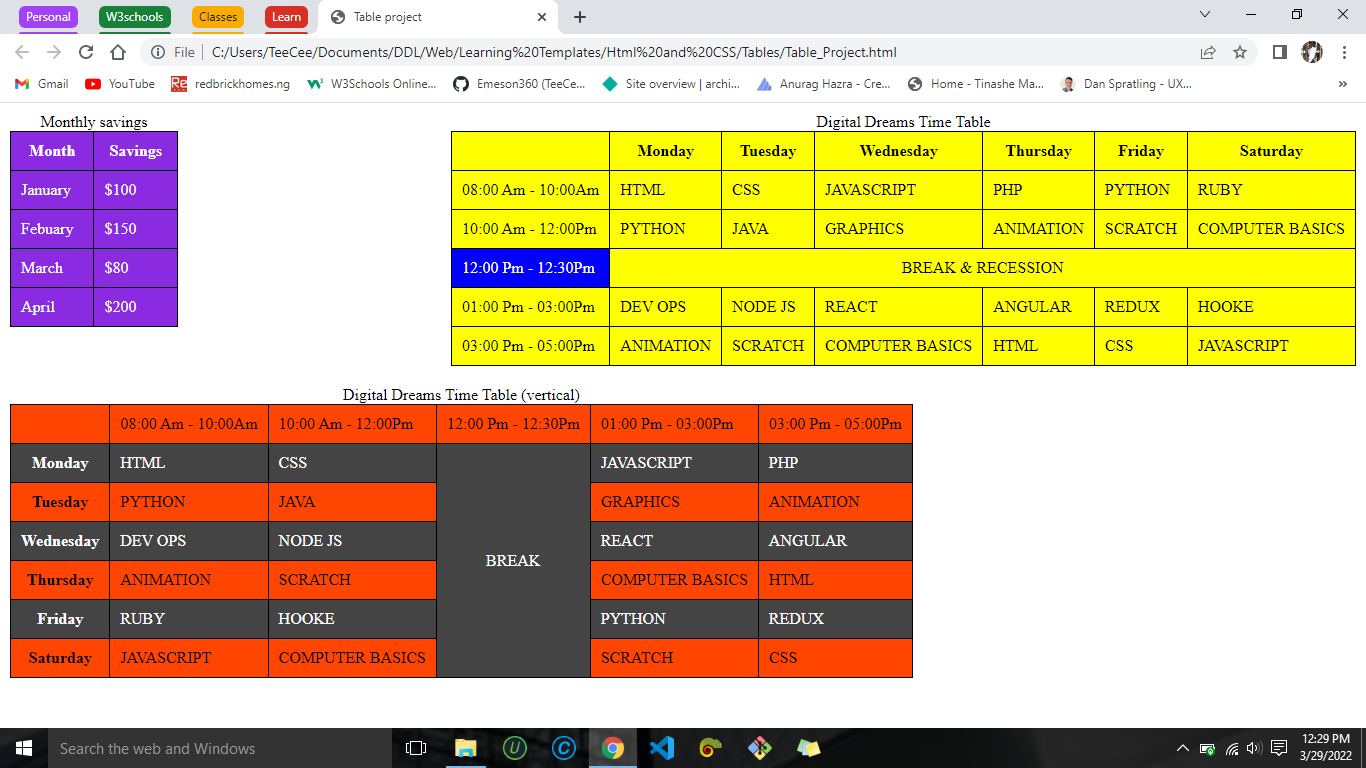 Personal W3schools Classes Learn Table project
File C:/Users/TeeCee/Documents/DDL/Web/Learning%20Templates/Html%20and%20CSS/Tables/Table_Project.html
Gmail YouTube redbrickhomes.ng W3Schools Online... Emeson360 (TeeCe... Site overview | archi... Anurag Hazra - Cre... Home - Tinashe Ma... Dan Spratling - UX... »
Monthly savings
Month Savings
January $100
Febuary $150
March $80
April $200
Digital Dreams Time Table
Monday Tuesday Wednesday Thursday Friday Saturday
08:00 Am - 10:00Am HTML CSS JAVASCRIPT PHP PYTHON RUBY
10:00 Am - 12:00Pm PYTHON JAVA GRAPHICS ANIMATION SCRATCH COMPUTER BASICS
12:00 Pm - 12:30Pm BREAK & RECESSION
01:00 Pm - 03:00Pm DEV OPS NODE JS REACT ANGULAR REDUX HOOKE
03:00 Pm - 05:00Pm ANIMATION SCRATCH COMPUTER BASICS HTML CSS JAVASCRIPT
Digital Dreams Time Table (vertical)
08:00 Am - 10:00Am 10:00 Am - 12:00Pm 12:00 Pm - 12:30Pm 01:00 Pm - 03:00Pm 03:00 Pm - 05:00Pm
Monday HTML CSS JAVASCRIPT PHP
Tuesday PYTHON JAVA GRAPHICS ANIMATION
Wednesday DEV OPS NODE JS REACT ANGULAR
BREAK
Thursday ANIMATION SCRATCH COMPUTER BASICS HTML
Friday RUBY HOOKE PYTHON REDUX
Saturday JAVASCRIPT COMPUTER BASICS SCRATCH CSS
Search the web and Windows
12:29 PM
3/29/2022